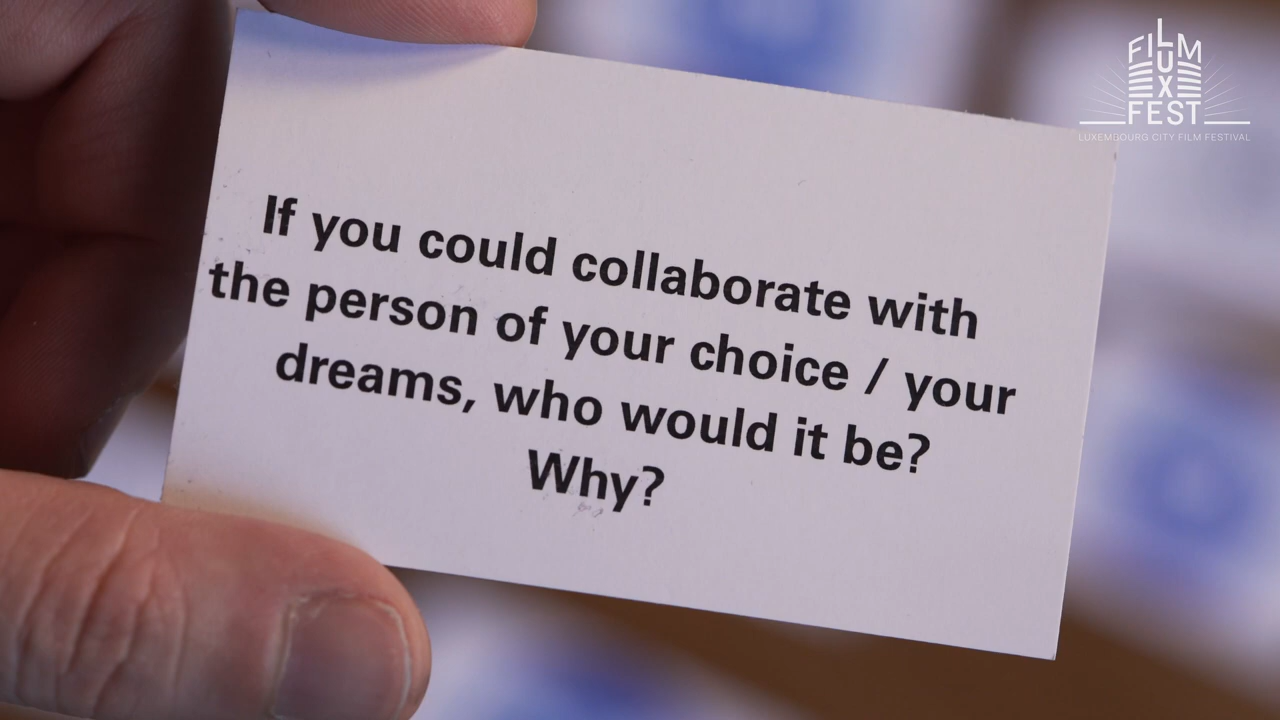 FILM
LUX
FEST
LUXEMBOURG CITY FILM FESTIVAL
If you could collaborate with
the person of your choice / your
dreams, who would it be?
Why?